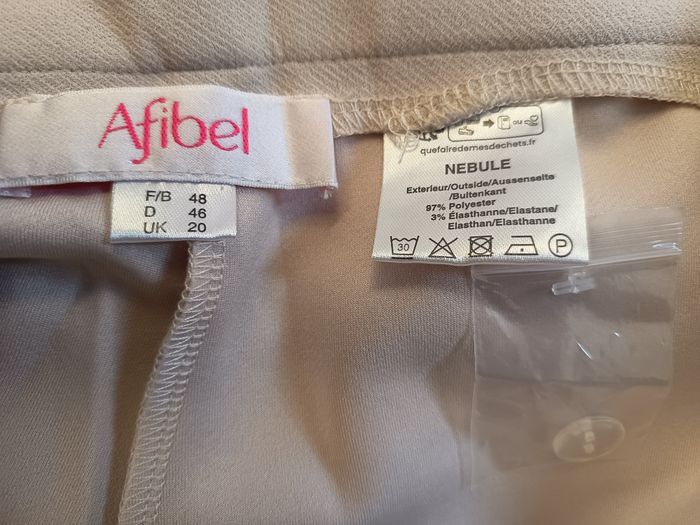 Afibel
F/B 48
D 46
UK 20
ou
quefairedemesdechets.fr
NEBULE
Exterieur/Outside/Aussenseite
/Buitenkant
97% Polyester
3% Élasthanne/Elastane/
Elasthan/Elasthanne
30
P